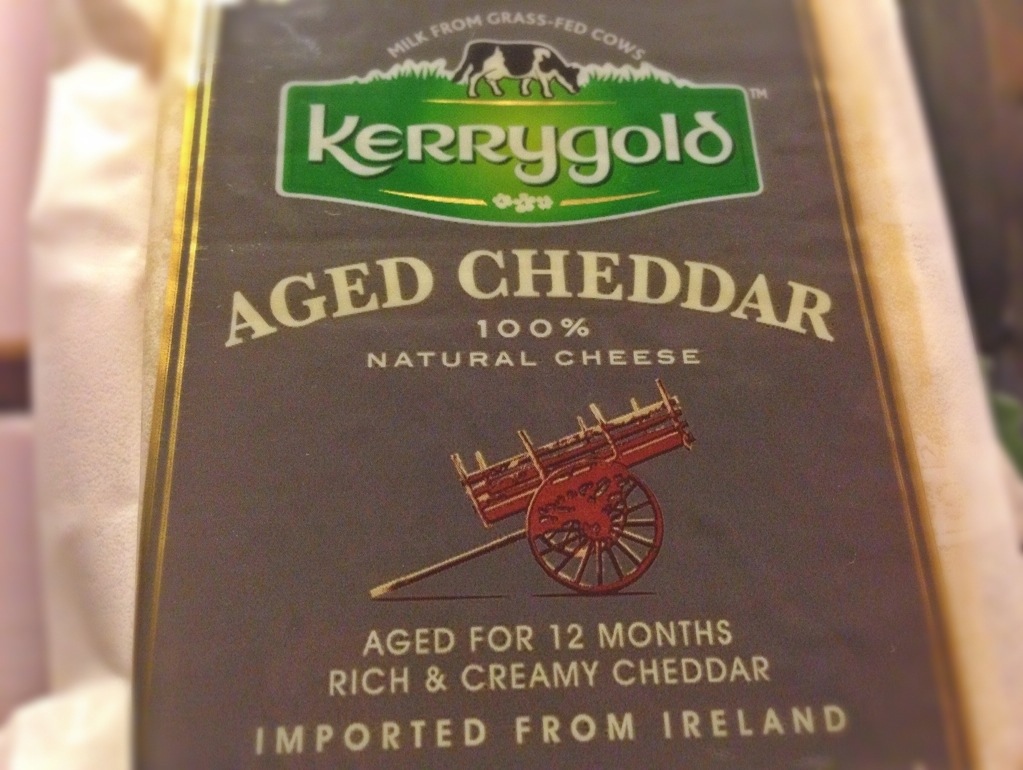 MILK FROM GRASS-FED COWS
Kerrygold TM
AGED CHEDDAR
100%
NATURAL CHEESE
AGED FOR 12 MONTHS
RICH & CREAMY CHEDDAR
IMPORTED FROM IRELAND